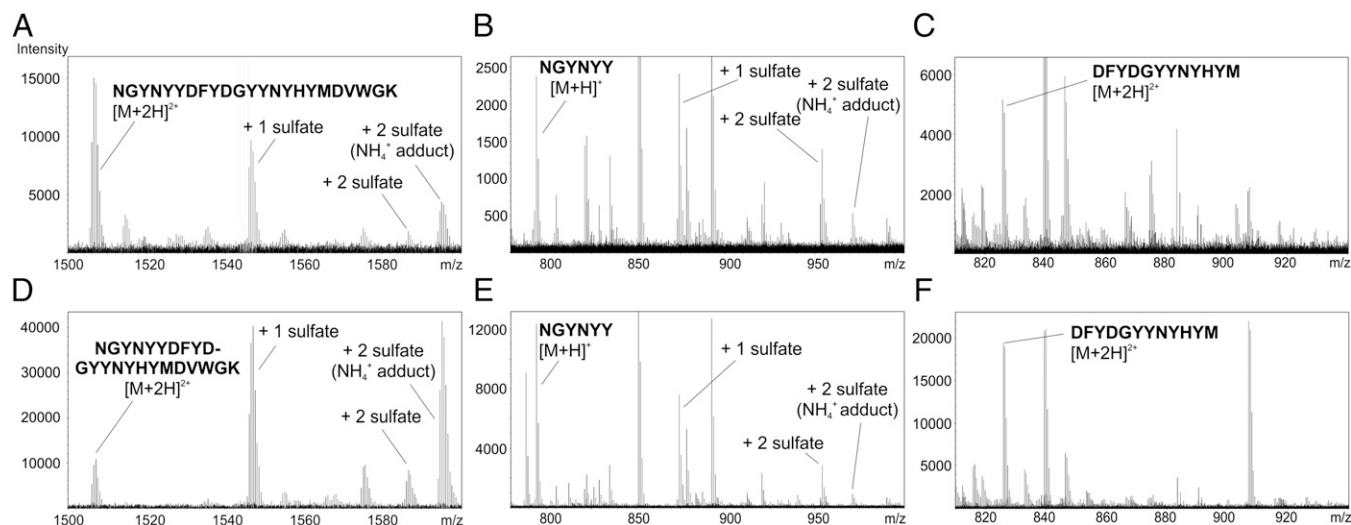 A
Intensity
15000
10000
5000
NGYNYYDFYDGYYNYHYMDVWGK
[M+2H]²⁺
+ 1 sulfate
+ 2 sulfate
(NH₄⁺ adduct)
+ 2 sulfate
1500 1520 1540 1560 1580 m/z
B
2500
2000
1500
1000
500
NGYNYY
[M+H]⁺
+ 1 sulfate
+ 2 sulfate
(NH₄⁺ adduct)
+ 2 sulfate
800 850 900 950 m/z
C
6000
4000
2000
DFYDGYYNYHYM
[M+2H]²⁺
820 840 860 880 900 920 m/z
D
40000
30000
20000
10000
NGYNYYDFYD-
GYYNYHYMDVWGK
[M+2H]²⁺
+ 1 sulfate
+ 2 sulfate
(NH₄⁺ adduct)
+ 2 sulfate
1500 1520 1540 1560 1580 m/z
E
12000
8000
4000
NGYNYY
[M+H]⁺
+ 1 sulfate
+ 2 sulfate
(NH₄⁺ adduct)
+ 2 sulfate
800 850 900 950 m/z
F
20000
15000
10000
5000
DFYDGYYNYHYM
[M+2H]²⁺
820 840 860 880 900 920 m/z